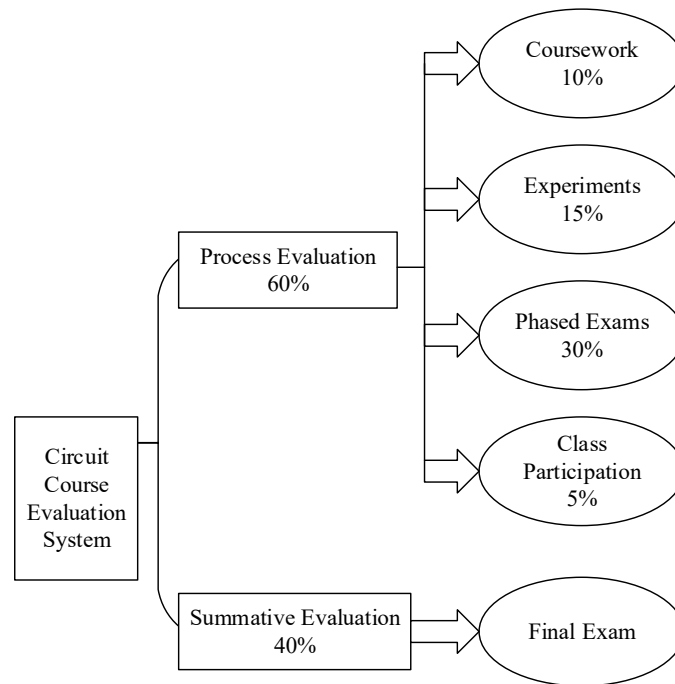 Coursework
10%
Experiments
15%
Process Evaluation
60%
Phased Exams
30%
Class
Participation
5%
Circuit
Course
Evaluation
System
Summative Evaluation
40%
Final Exam